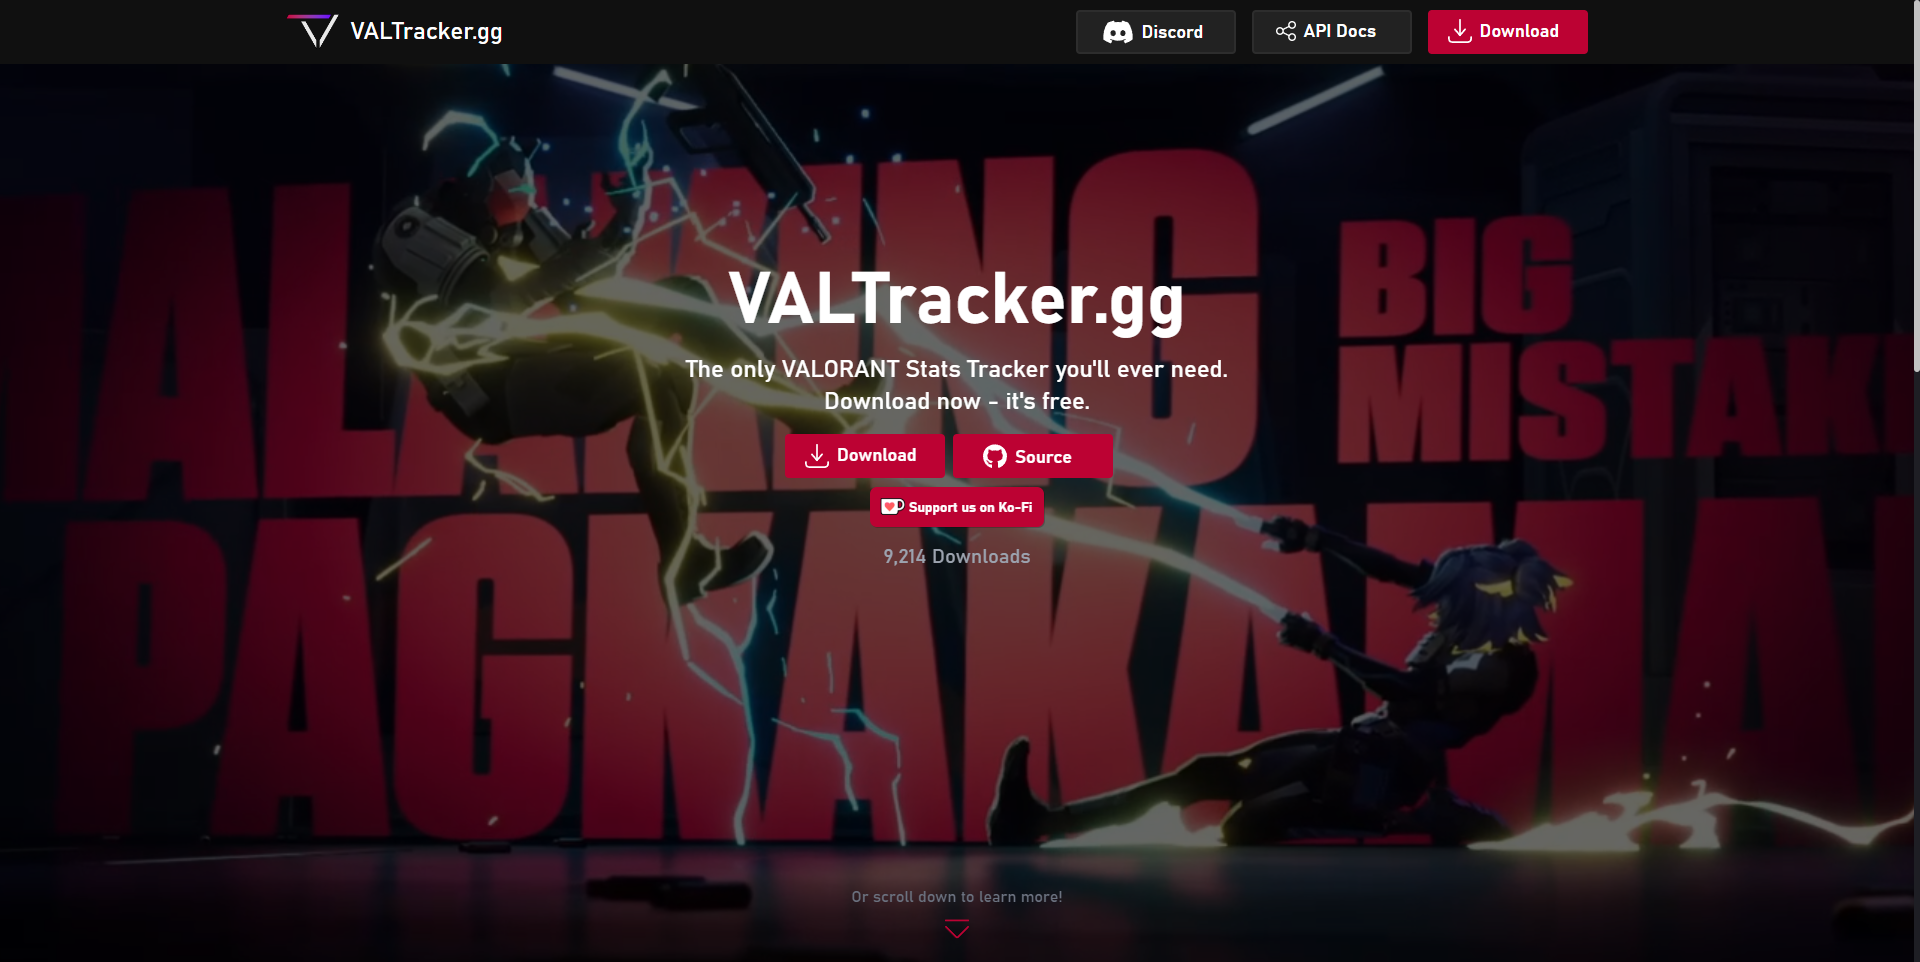 VALTracker.gg
Discord
API Docs
Download
BIG
MISTAKE
VALTracker.gg
The only VALORANT Stats Tracker you'll ever need.
Download now - it's free.
Download
Source
Support us on Ko-Fi
9,214 Downloads
Or scroll down to learn more!